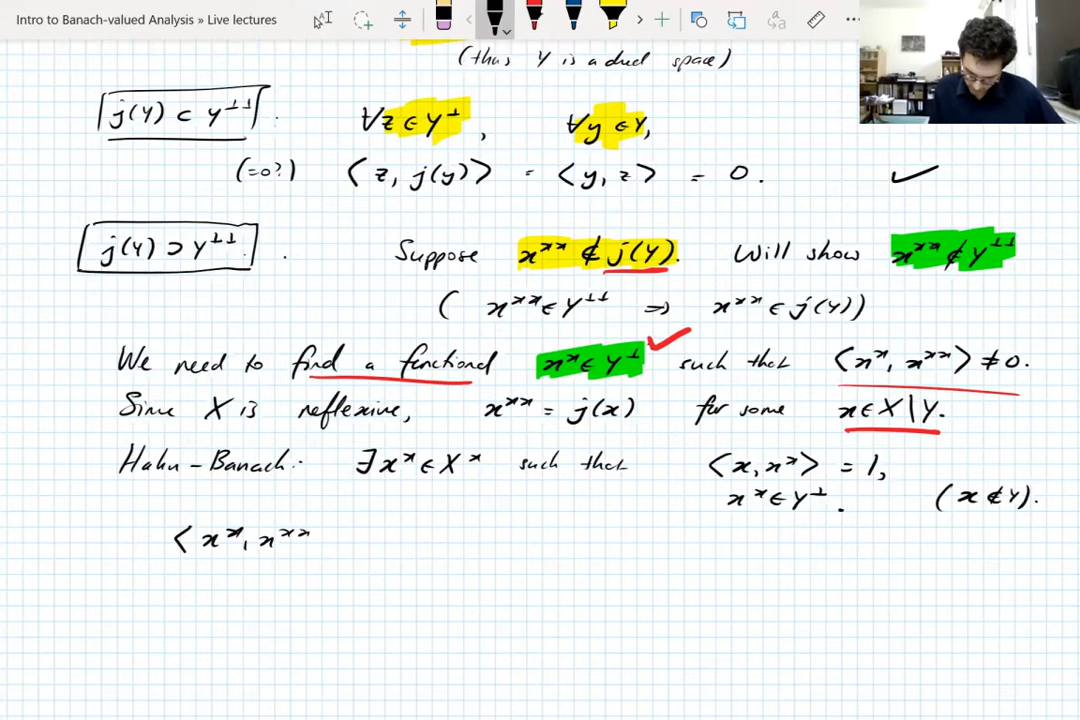 Intro to Banach-valued Analysis » Live lectures
(thus Y is a dual space)
j(Y) ⊂ Y⊥⊥ . ∀z ∈ Y⊥, ∀y ∈ Y,
(=0?) ⟨z, j(y)⟩ = ⟨y, z⟩ = 0. ✓
j(Y) ⊃ Y⊥⊥ . Suppose x** ∉ j(Y). Will show x** ∉ Y⊥⊥
( x** ∈ Y⊥⊥ ⇒ x** ∈ j(Y))
We need to find a functional x* ∈ Y⊥ ✓ such that ⟨x*, x**⟩ ≠ 0.
Since X is reflexive, x** = j(x) for some x ∈ X \ Y.
Hahn-Banach: ∃x* ∈ X* such that ⟨x, x*⟩ = 1,
x* ∈ Y⊥. (x ∉ Y).
⟨x*, x**